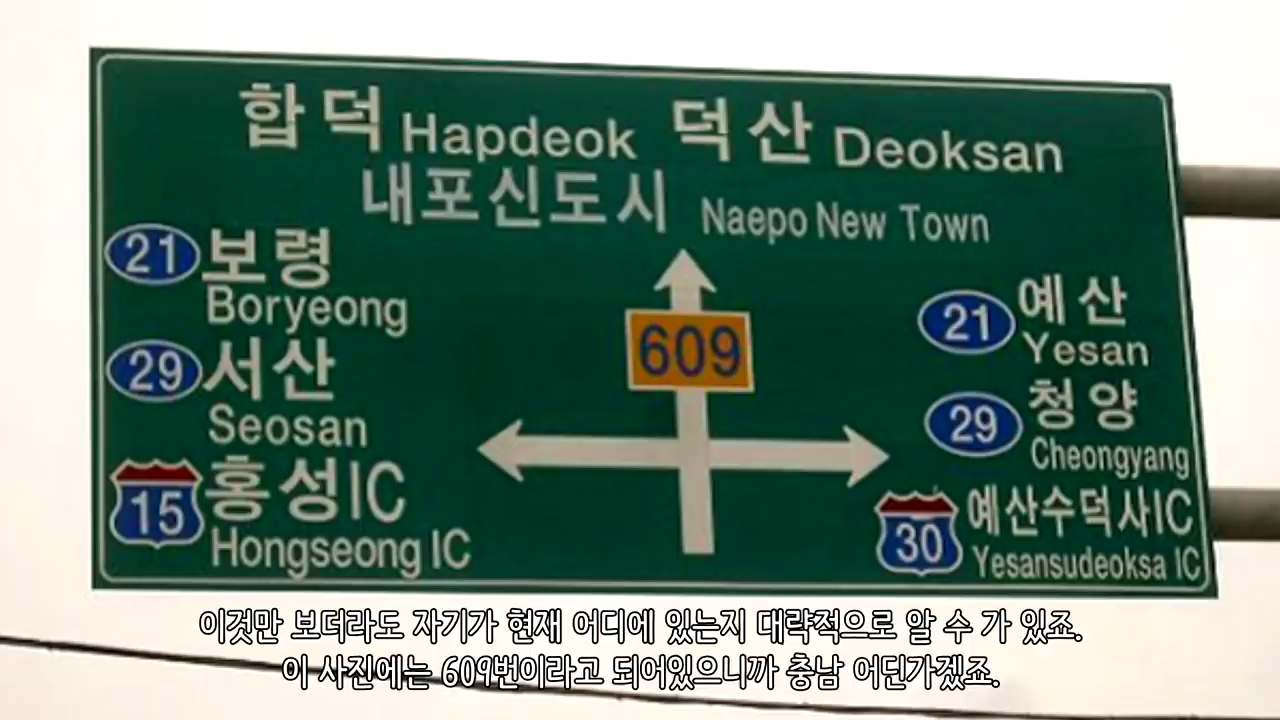 합덕 Hapdeok 덕산 Deoksan
내포신도시 Naepo New Town
21 보령
Boryeong
29 서산
Seosan
15 홍성IC
Hongseong IC
609
21 예산
Yesan
29 청양
Cheongyang
30 예산수덕사IC
Yesansudeoksa IC
이것만 보더라도 자기가 현재 어디에 있는지 대략적으로 알 수 가 있죠.
이 사진에는 609번이라고 되어있으니까 충남 어딘가겠죠.